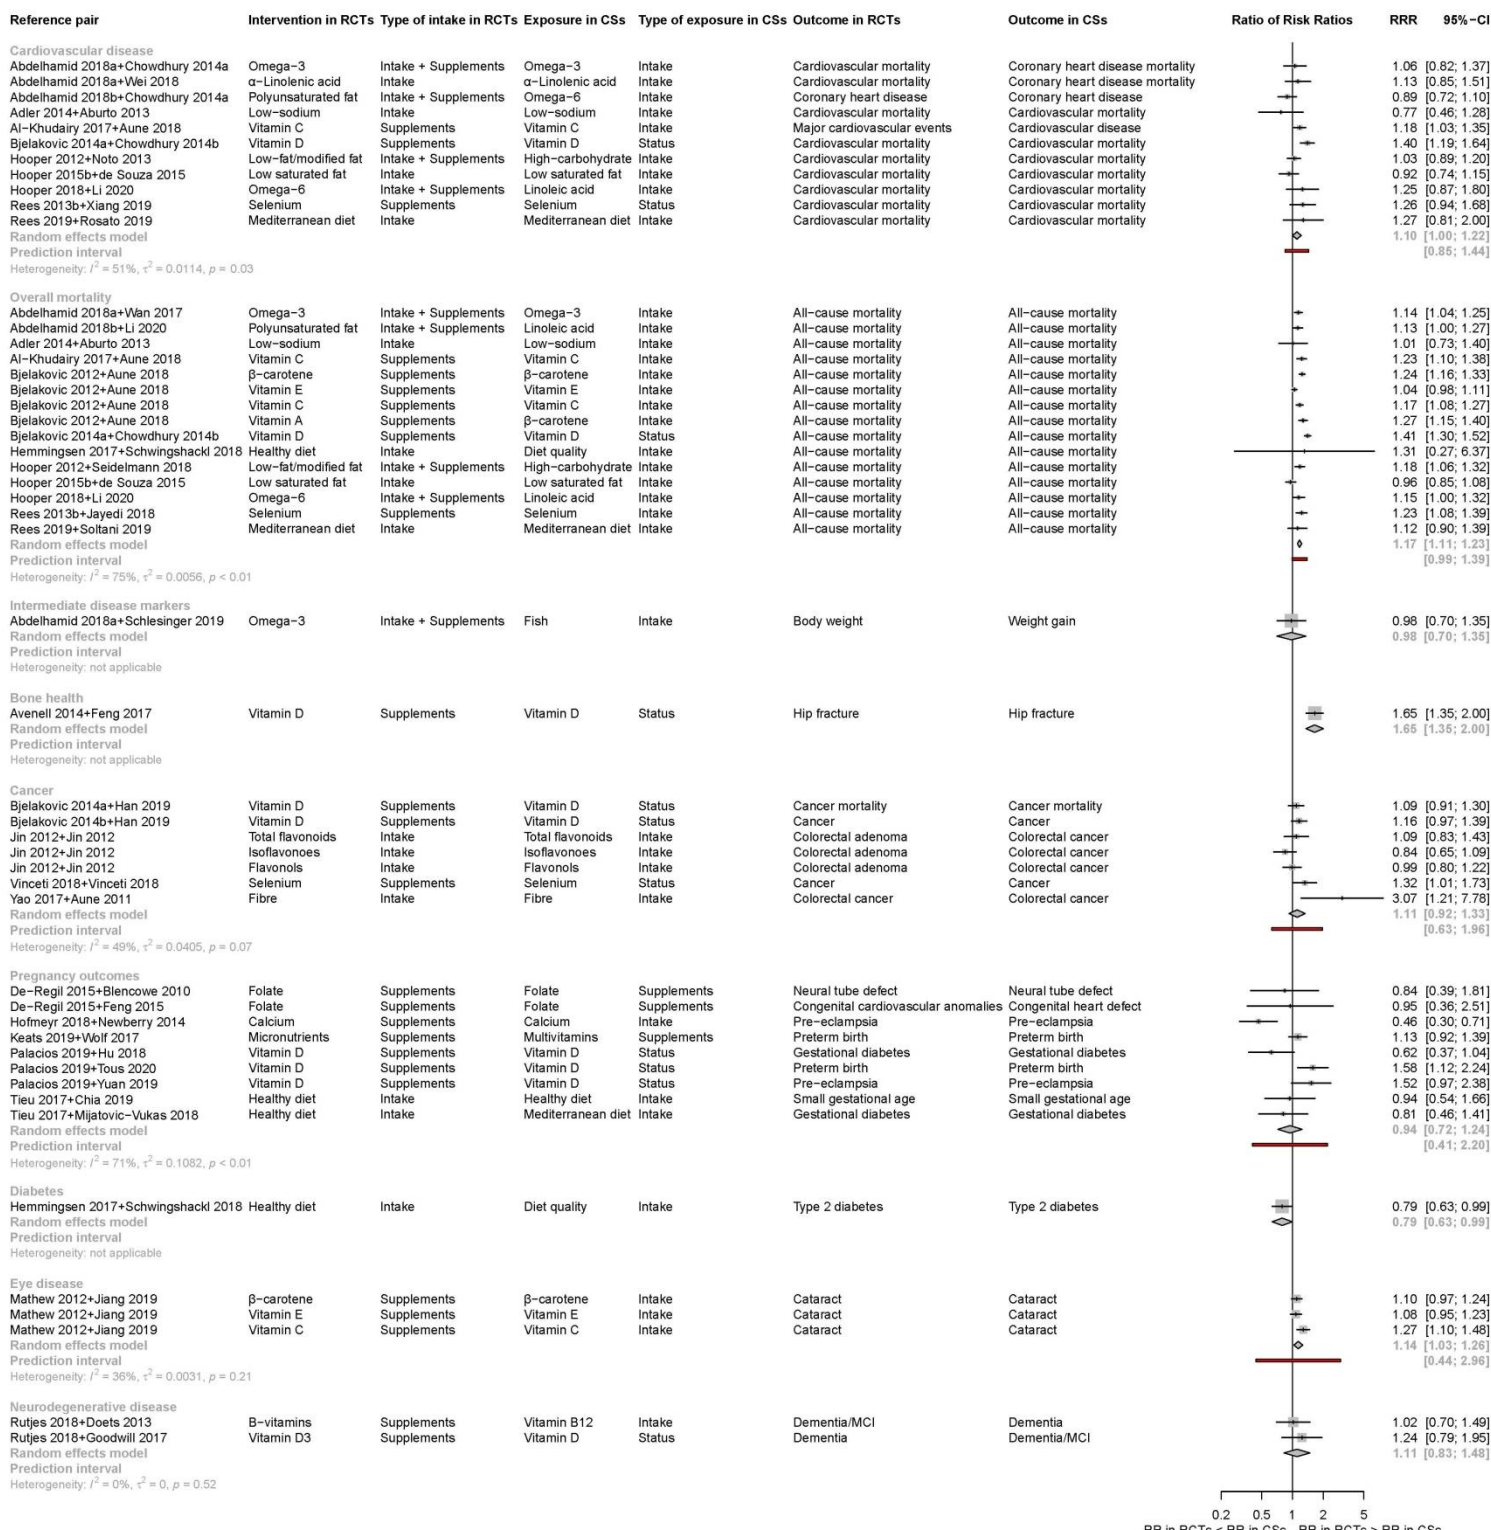 Reference pair Intervention in RCTs Type of intake in RCTs Exposure in CSs Type of exposure in CSs Outcome in RCTs Outcome in CSs Ratio of Risk Ratios RRR 95%−CI
Cardiovascular disease
Abdelhamid 2018a+Chowdhury 2014a Omega−3 Intake + Supplements Omega−3 Intake Cardiovascular mortality Coronary heart disease mortality 1.06 [0.82; 1.37]
Abdelhamid 2018a+Wei 2018 α−Linolenic acid Intake α−Linolenic acid Intake Cardiovascular mortality Coronary heart disease mortality 1.13 [0.85; 1.51]
Abdelhamid 2018b+Chowdhury 2014a Polyunsaturated fat Intake + Supplements Omega−6 Intake Coronary heart disease Coronary heart disease 0.89 [0.72; 1.10]
Adler 2014+Aburto 2013 Low−sodium Intake Low−sodium Intake Cardiovascular mortality Cardiovascular mortality 0.77 [0.46; 1.28]
Al−Khudairy 2017+Aune 2018 Vitamin C Supplements Vitamin C Intake Major cardiovascular events Cardiovascular disease 1.18 [1.03; 1.35]
Bjelakovic 2014a+Chowdhury 2014b Vitamin D Supplements Vitamin D Status Cardiovascular mortality Cardiovascular mortality 1.40 [1.19; 1.64]
Hooper 2012+Noto 2013 Low−fat/modified fat Intake + Supplements High−carbohydrate Intake Cardiovascular mortality Cardiovascular mortality 1.03 [0.89; 1.20]
Hooper 2015b+de Souza 2015 Low saturated fat Intake Low saturated fat Intake Cardiovascular mortality Cardiovascular mortality 0.92 [0.74; 1.15]
Hooper 2018+Li 2020 Omega−6 Intake + Supplements Linoleic acid Intake Cardiovascular mortality Cardiovascular mortality 1.25 [0.87; 1.80]
Rees 2013b+Xiang 2019 Selenium Supplements Selenium Status Cardiovascular mortality Cardiovascular mortality 1.26 [0.94; 1.68]
Rees 2019+Rosato 2019 Mediterranean diet Intake Mediterranean diet Intake Cardiovascular mortality Cardiovascular mortality 1.27 [0.81; 2.00]
Random effects model 1.10 [1.00; 1.22]
Prediction interval [0.85; 1.44]
Heterogeneity: I² = 51%, τ² = 0.0114, p = 0.03
Overall mortality
Abdelhamid 2018a+Wan 2017 Omega−3 Intake + Supplements Omega−3 Intake All−cause mortality All−cause mortality 1.14 [1.04; 1.25]
Abdelhamid 2018b+Li 2020 Polyunsaturated fat Intake + Supplements Linoleic acid Intake All−cause mortality All−cause mortality 1.13 [1.00; 1.27]
Adler 2014+Aburto 2013 Low−sodium Intake Low−sodium Intake All−cause mortality All−cause mortality 1.01 [0.73; 1.40]
Al−Khudairy 2017+Aune 2018 Vitamin C Supplements Vitamin C Intake All−cause mortality All−cause mortality 1.23 [1.10; 1.38]
Bjelakovic 2012+Aune 2018 β−carotene Supplements β−carotene Intake All−cause mortality All−cause mortality 1.24 [1.16; 1.33]
Bjelakovic 2012+Aune 2018 Vitamin E Supplements Vitamin E Intake All−cause mortality All−cause mortality 1.04 [0.98; 1.11]
Bjelakovic 2012+Aune 2018 Vitamin C Supplements Vitamin C Intake All−cause mortality All−cause mortality 1.17 [1.08; 1.27]
Bjelakovic 2012+Aune 2018 Vitamin A Supplements β−carotene Intake All−cause mortality All−cause mortality 1.27 [1.15; 1.40]
Bjelakovic 2014a+Chowdhury 2014b Vitamin D Supplements Vitamin D Status All−cause mortality All−cause mortality 1.41 [1.30; 1.52]
Hemmingsen 2017+Schwingshackl 2018 Healthy diet Intake Diet quality Intake All−cause mortality All−cause mortality 1.31 [0.27; 6.37]
Hooper 2012+Seidelmann 2018 Low−fat/modified fat Intake + Supplements High−carbohydrate Intake All−cause mortality All−cause mortality 1.18 [1.06; 1.32]
Hooper 2015b+de Souza 2015 Low saturated fat Intake Low saturated fat Intake All−cause mortality All−cause mortality 0.96 [0.85; 1.08]
Hooper 2018+Li 2020 Omega−6 Intake + Supplements Linoleic acid Intake All−cause mortality All−cause mortality 1.15 [1.00; 1.32]
Rees 2013b+Jayedi 2018 Selenium Supplements Selenium Intake All−cause mortality All−cause mortality 1.23 [1.08; 1.39]
Rees 2019+Soltani 2019 Mediterranean diet Intake Mediterranean diet Intake All−cause mortality All−cause mortality 1.12 [0.90; 1.39]
Random effects model 1.17 [1.11; 1.23]
Prediction interval [0.99; 1.39]
Heterogeneity: I² = 75%, τ² = 0.0056, p < 0.01
Intermediate disease markers
Abdelhamid 2018a+Schlesinger 2019 Omega−3 Intake + Supplements Fish Intake Body weight Weight gain 0.98 [0.70; 1.35]
Random effects model 0.98 [0.70; 1.35]
Prediction interval
Heterogeneity: not applicable
Bone health
Avenell 2014+Feng 2017 Vitamin D Supplements Vitamin D Status Hip fracture Hip fracture 1.65 [1.35; 2.00]
Random effects model 1.65 [1.35; 2.00]
Prediction interval
Heterogeneity: not applicable
Cancer
Bjelakovic 2014a+Han 2019 Vitamin D Supplements Vitamin D Status Cancer mortality Cancer mortality 1.09 [0.91; 1.30]
Bjelakovic 2014b+Han 2019 Vitamin D Supplements Vitamin D Status Cancer Cancer 1.16 [0.97; 1.39]
Jin 2012+Jin 2012 Total flavonoids Intake Total flavonoids Intake Colorectal adenoma Colorectal cancer 1.09 [0.83; 1.43]
Jin 2012+Jin 2012 Isoflavonoes Intake Isoflavonoes Intake Colorectal adenoma Colorectal cancer 0.84 [0.65; 1.09]
Jin 2012+Jin 2012 Flavonols Intake Flavonols Intake Colorectal adenoma Colorectal cancer 0.99 [0.80; 1.22]
Vinceti 2018+Vinceti 2018 Selenium Supplements Selenium Status Cancer Cancer 1.32 [1.01; 1.73]
Yao 2017+Aune 2011 Fibre Intake Fibre Intake Colorectal cancer Colorectal cancer 3.07 [1.21; 7.78]
Random effects model 1.11 [0.92; 1.33]
Prediction interval [0.63; 1.96]
Heterogeneity: I² = 49%, τ² = 0.0405, p = 0.07
Pregnancy outcomes
De−Regil 2015+Blencowe 2010 Folate Supplements Folate Supplements Neural tube defect Neural tube defect 0.84 [0.39; 1.81]
De−Regil 2015+Feng 2015 Folate Supplements Folate Supplements Congenital cardiovascular anomalies Congenital heart defect 0.95 [0.36; 2.51]
Hofmeyr 2018+Newberry 2014 Calcium Supplements Calcium Intake Pre−eclampsia Pre−eclampsia 0.46 [0.30; 0.71]
Keats 2019+Wolf 2017 Micronutrients Supplements Multivitamins Supplements Preterm birth Preterm birth 1.13 [0.92; 1.39]
Palacios 2019+Hu 2018 Vitamin D Supplements Vitamin D Status Gestational diabetes Gestational diabetes 0.62 [0.37; 1.04]
Palacios 2019+Tous 2020 Vitamin D Supplements Vitamin D Status Preterm birth Preterm birth 1.58 [1.12; 2.24]
Palacios 2019+Yuan 2019 Vitamin D Supplements Vitamin D Status Pre−eclampsia Pre−eclampsia 1.52 [0.97; 2.38]
Tieu 2017+Chia 2019 Healthy diet Intake Healthy diet Intake Small gestational age Small gestational age 0.94 [0.54; 1.66]
Tieu 2017+Mijatovic−Vukas 2018 Healthy diet Intake Mediterranean diet Intake Gestational diabetes Gestational diabetes 0.81 [0.46; 1.41]
Random effects model 0.94 [0.72; 1.24]
Prediction interval [0.41; 2.20]
Heterogeneity: I² = 71%, τ² = 0.1082, p < 0.01
Diabetes
Hemmingsen 2017+Schwingshackl 2018 Healthy diet Intake Diet quality Intake Type 2 diabetes Type 2 diabetes 0.79 [0.63; 0.99]
Random effects model 0.79 [0.63; 0.99]
Prediction interval
Heterogeneity: not applicable
Eye disease
Mathew 2012+Jiang 2019 β−carotene Supplements β−carotene Intake Cataract Cataract 1.10 [0.97; 1.24]
Mathew 2012+Jiang 2019 Vitamin E Supplements Vitamin E Intake Cataract Cataract 1.08 [0.95; 1.23]
Mathew 2012+Jiang 2019 Vitamin C Supplements Vitamin C Intake Cataract Cataract 1.27 [1.10; 1.48]
Random effects model 1.14 [1.03; 1.26]
Prediction interval [0.44; 2.96]
Heterogeneity: I² = 36%, τ² = 0.0031, p = 0.21
Neurodegenerative disease
Rutjes 2018+Doets 2013 B−vitamins Supplements Vitamin B12 Intake Dementia/MCI Dementia 1.02 [0.70; 1.49]
Rutjes 2018+Goodwill 2017 Vitamin D3 Supplements Vitamin D Status Dementia Dementia/MCI 1.24 [0.79; 1.95]
Random effects model 1.11 [0.83; 1.48]
Prediction interval
Heterogeneity: I² = 0%, τ² = 0, p = 0.52
0.2 0.5 1 2 5
RR in RCTs < RR in CSs RR in RCTs > RR in CSs